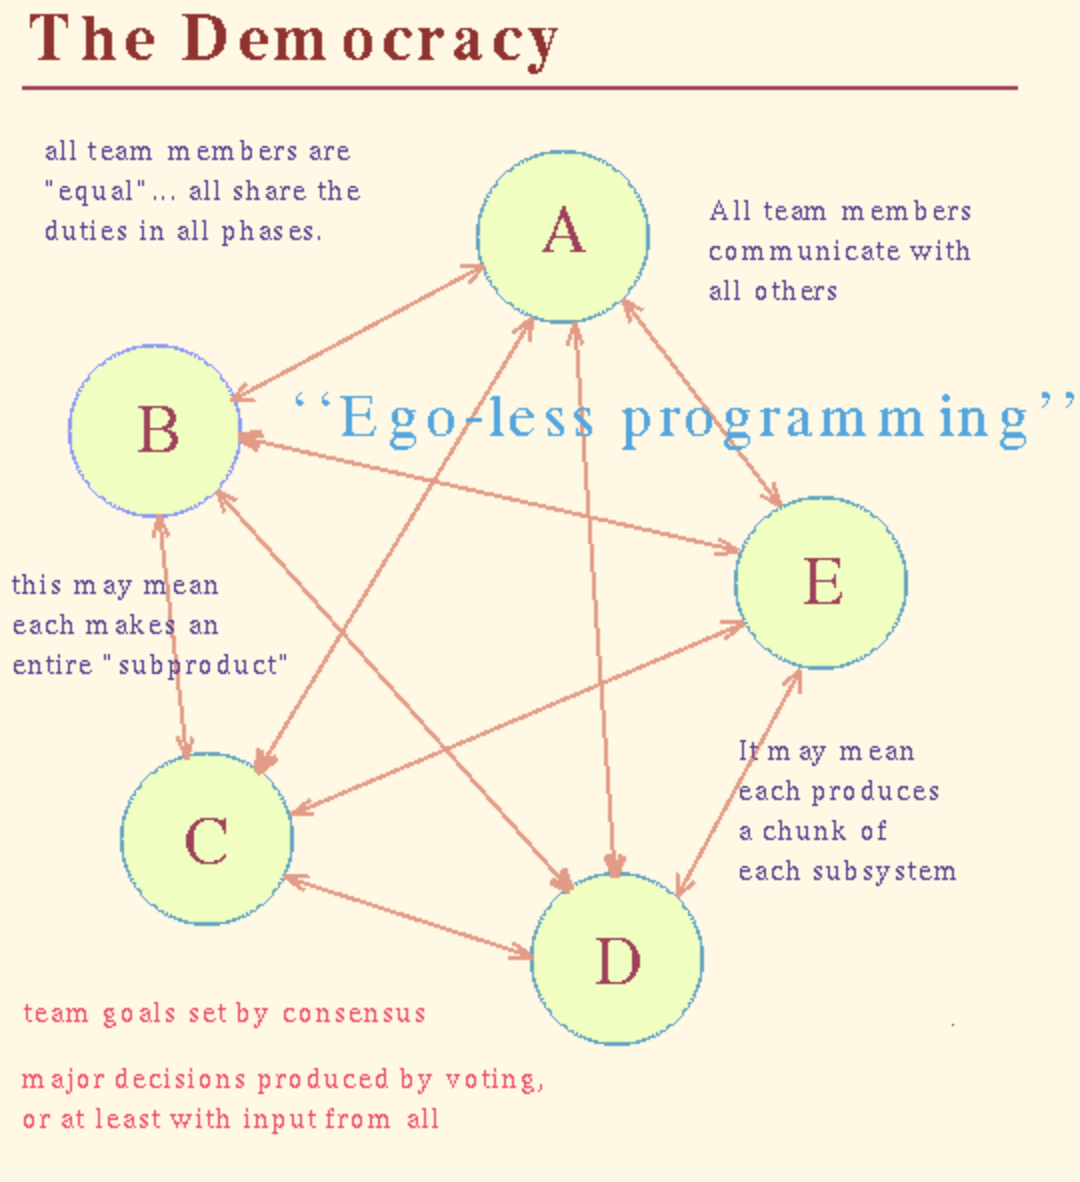 The Democracy
all team members are
"equal"... all share the
duties in all phases.
A
All team members
communicate with
all others
B
‘‘Ego-less programming’’
E
this may mean
each makes an
entire "subproduct"
It may mean
each produces
a chunk of
each subsystem
C
D
team goals set by consensus
major decisions produced by voting,
or at least with input from all